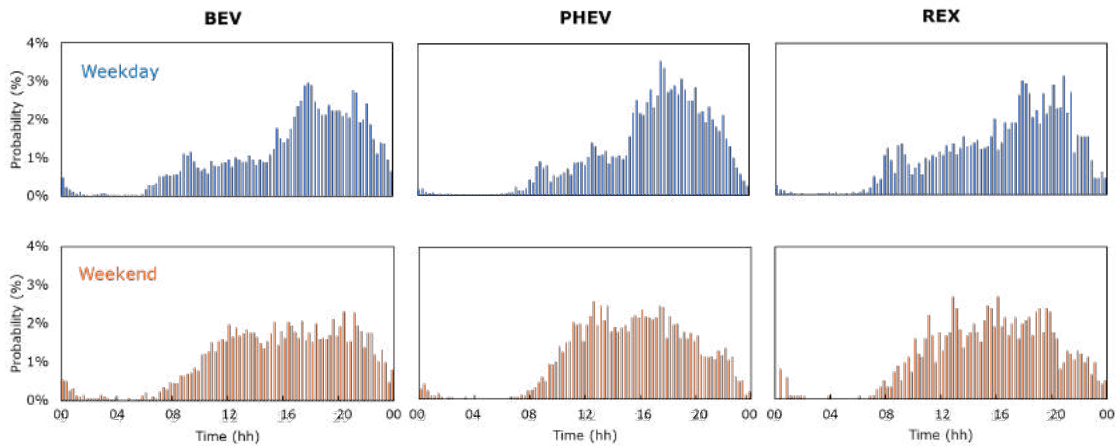 BEV PHEV REX
4%
Weekday
3%
2%
1%
0%
Probability (%)
4%
Weekend
3%
2%
1%
0%
Probability (%)
00 04 08 12 16 20 00 04 08 12 16 20 00 04 08 12 16 20 00
Time (hh) Time (hh) Time (hh)